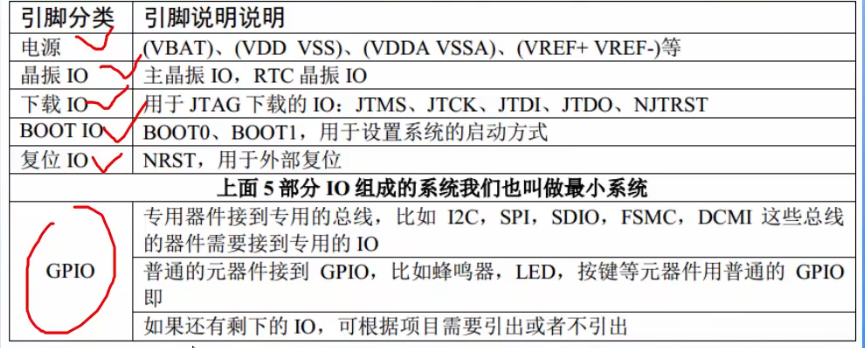 引脚分类 引脚说明说明
电源 (VBAT)、(VDD VSS)、(VDDA VSSA)、(VREF+ VREF-)等
晶振 IO 主晶振 IO，RTC 晶振 IO
下载 IO 用于 JTAG 下载的 IO：JTMS、JTCK、JTDI、JTDO、NJTRST
BOOT IO BOOT0、BOOT1，用于设置系统的启动方式
复位 IO NRST，用于外部复位
上面 5 部分 IO 组成的系统我们也叫做最小系统
专用器件接到专用的总线，比如 I2C，SPI，SDIO，FSMC，DCMI 这些总线
的器件需要接到专用的 IO
GPIO 普通的元器件接到 GPIO，比如蜂鸣器，LED，按键等元器件用普通的 GPIO
即
如果还有剩下的 IO，可根据项目需要引出或者不引出